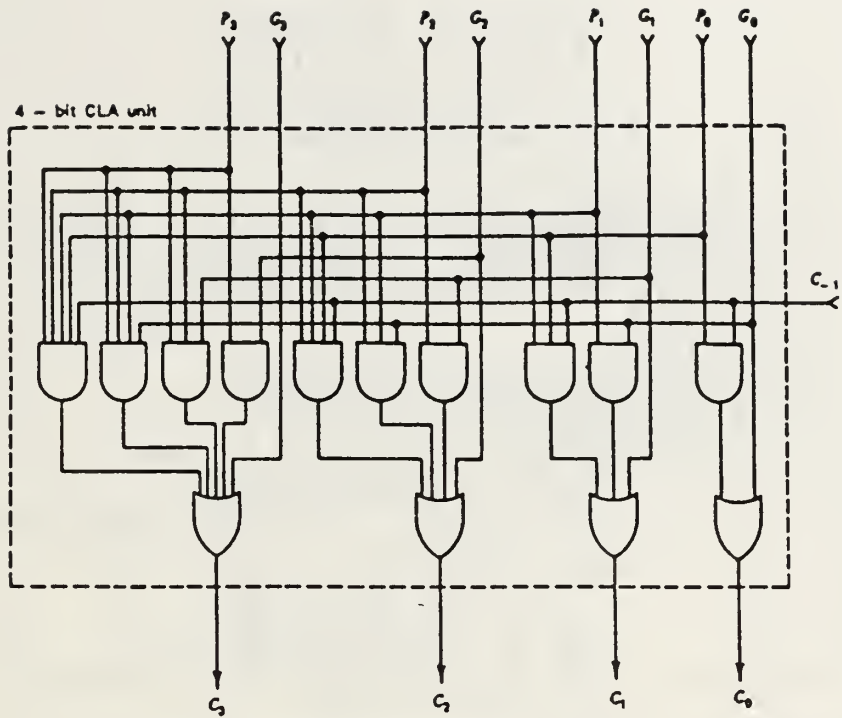 P₃ G₃ P₂ G₂ P₁ G₁ P₀ G₀
4 - bit CLA unit
C₋₁
C₃ C₂ C₁ C₀